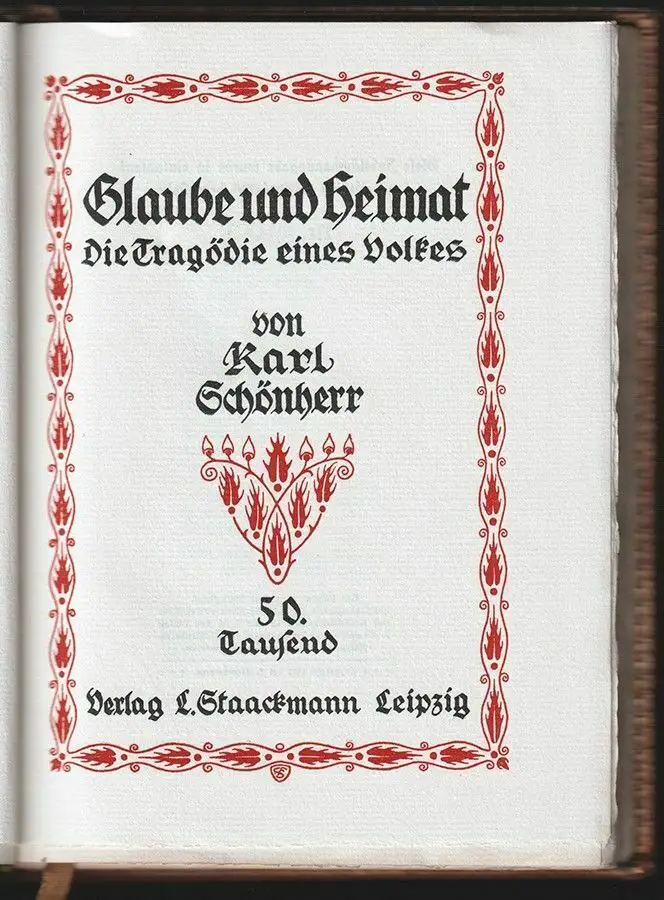 Glaube und Heimat
Die Tragödie eines Volkes
von
Karl
Schönherr
50.
Tausend
Verlag L. Staackmann Leipzig